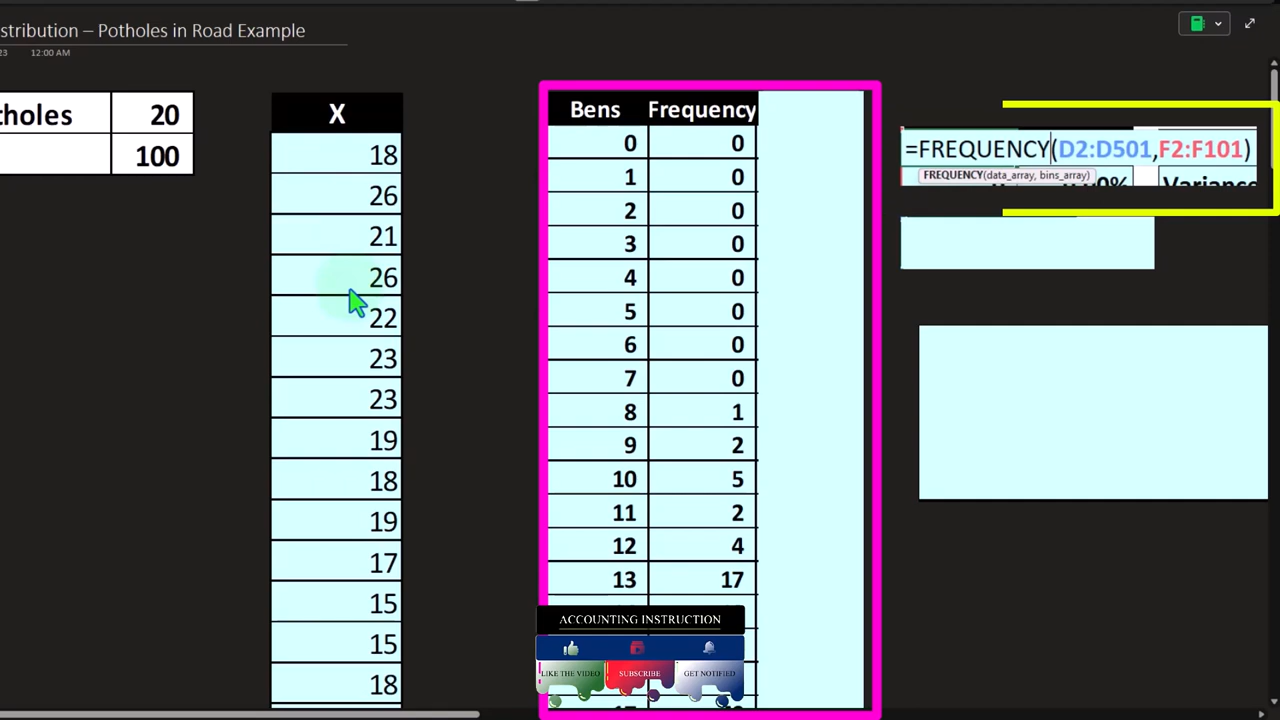 stribution – Potholes in Road Example
23 12:00 AM
tholes 20
100
X
18
26
21
26
22
23
23
19
18
19
17
15
15
18
Bens Frequency
0 0
1 0
2 0
3 0
4 0
5 0
6 0
7 0
8 1
9 2
10 5
11 2
12 4
13 17
=FREQUENCY(D2:D501,F2:F101)
FREQUENCY(data_array, bins_array)
Variance
ACCOUNTING INSTRUCTION
LIKE THE VIDEO SUBSCRIBE GET NOTIFIED